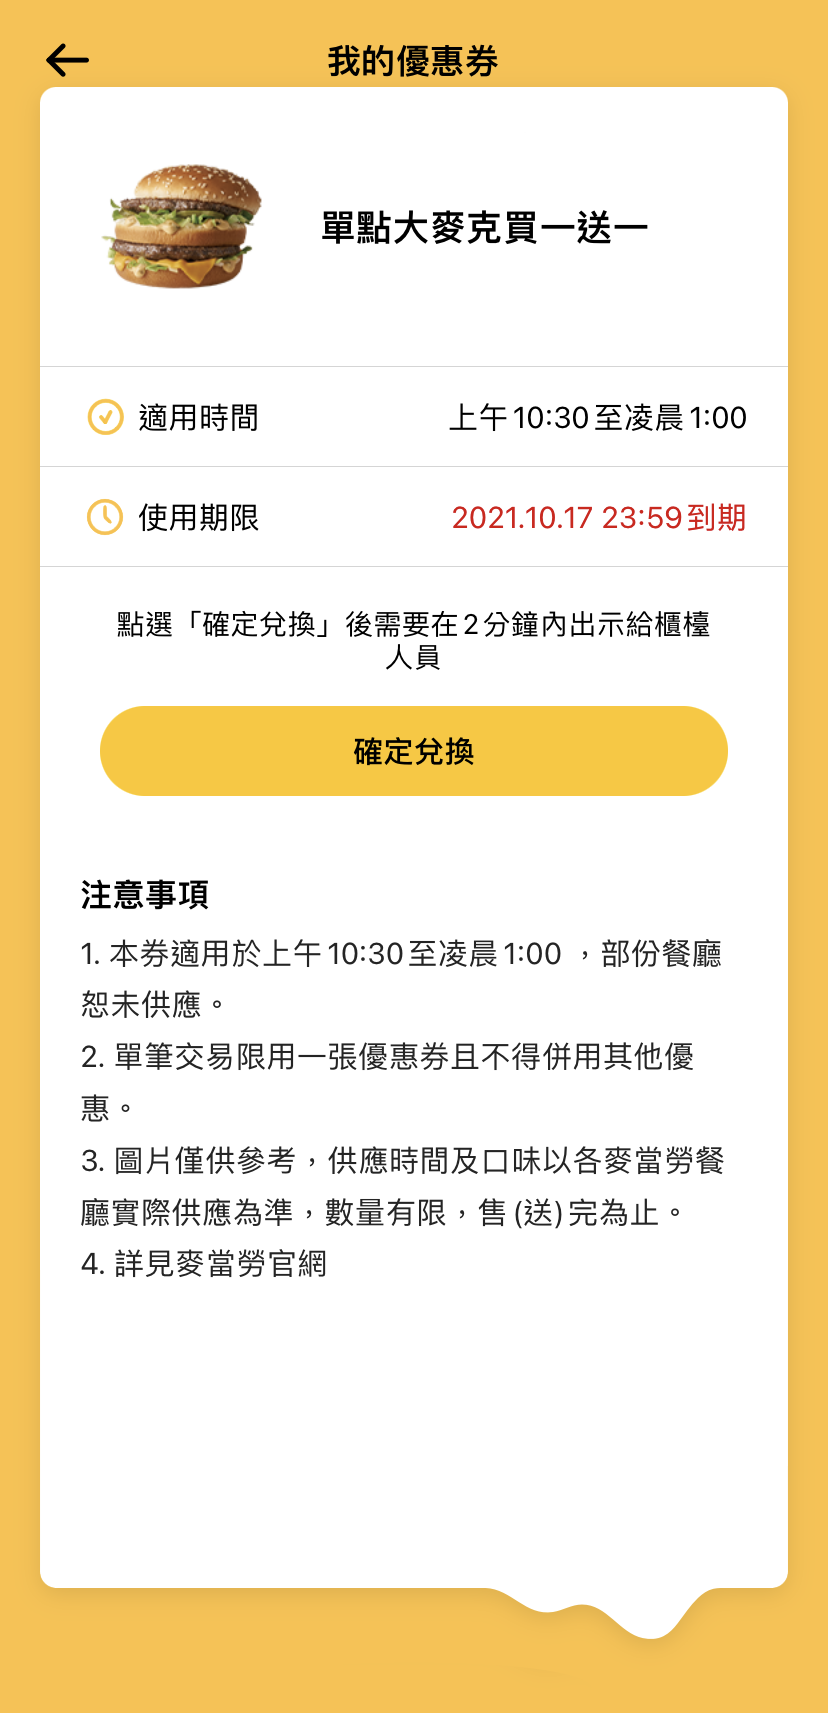 我的優惠券
單點大麥克買一送一
適用時間
上午10:30至凌晨1:00
使用期限
2021.10.17 23:59到期
點選「確定兌換」後需要在2分鐘內出示給櫃檯
人員
確定兌換
注意事項
1. 本券適用於上午10:30至凌晨1:00 ，部份餐廳
恕未供應。
2. 單筆交易限用一張優惠券且不得併用其他優
惠。
3. 圖片僅供參考，供應時間及口味以各麥當勞餐
廳實際供應為準，數量有限，售(送)完為止。
4. 詳見麥當勞官網